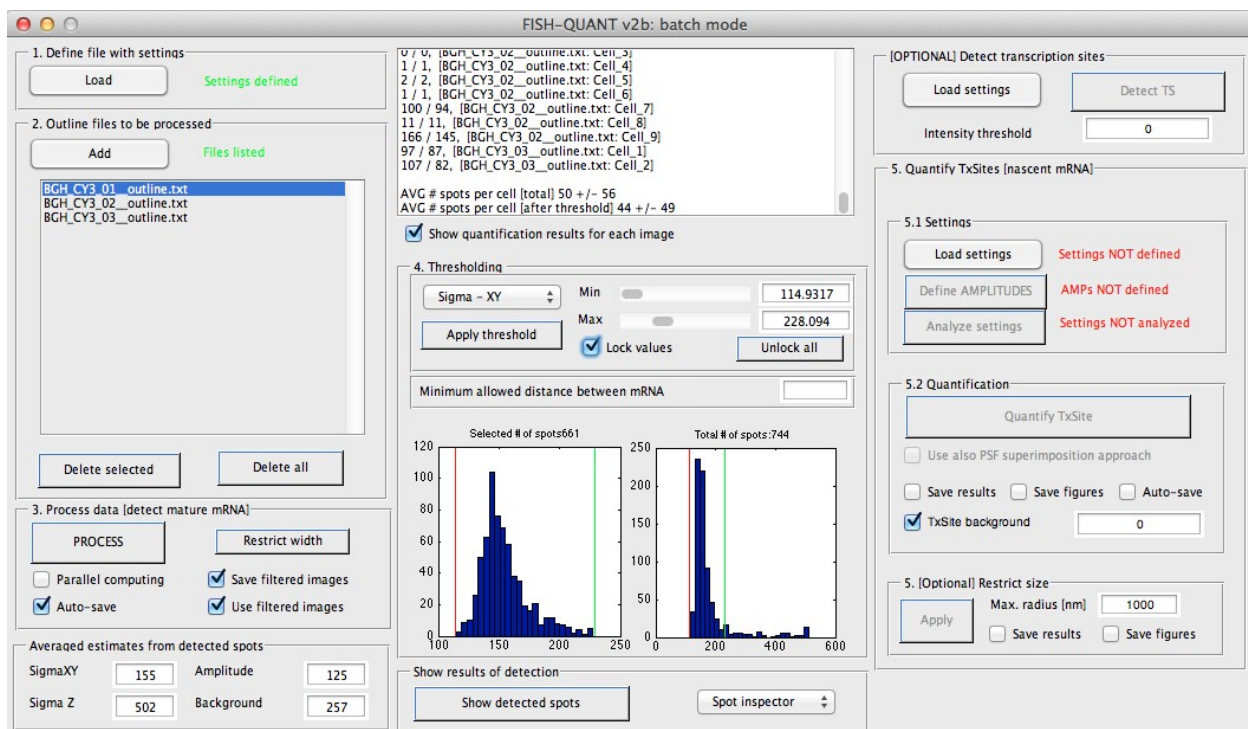 FISH-QUANT v2b: batch mode
1. Define file with settings
Load
Settings defined
2. Outline files to be processed
Add
Files listed
BGH_CY3_01__outline.txt
BGH_CY3_02__outline.txt
BGH_CY3_03__outline.txt
Delete selected
Delete all
3. Process data [detect mature mRNA]
PROCESS
Restrict width
Parallel computing
Save filtered images
Auto-save
Use filtered images
Averaged estimates from detected spots
SigmaXY 155 Amplitude 125
Sigma Z 502 Background 257
0 / 0, [BGH_CY3_02__outline.txt: Cell_3]
1 / 1, [BGH_CY3_02__outline.txt: Cell_4]
2 / 2, [BGH_CY3_02__outline.txt: Cell_5]
1 / 1, [BGH_CY3_02__outline.txt: Cell_6]
100 / 94, [BGH_CY3_02__outline.txt: Cell_7]
11 / 11, [BGH_CY3_02__outline.txt: Cell_8]
166 / 145, [BGH_CY3_02__outline.txt: Cell_9]
97 / 87, [BGH_CY3_03__outline.txt: Cell_1]
107 / 82, [BGH_CY3_03__outline.txt: Cell_2]
AVG # spots per cell [total] 50 +/- 56
AVG # spots per cell [after threshold] 44 +/- 49
Show quantification results for each image
4. Thresholding
Sigma - XY
Min 114.9317
Max 228.094
Apply threshold
Lock values
Unlock all
Minimum allowed distance between mRNA
Selected # of spots661
120
100
80
60
40
20
0
100 150 200 250
Total # of spots:744
250
200
150
100
50
0
0 200 400 600
Show results of detection
Show detected spots
Spot inspector
[OPTIONAL] Detect transcription sites
Load settings
Detect TS
Intensity threshold 0
5. Quantify TxSites [nascent mRNA]
5.1 Settings
Load settings
Settings NOT defined
Define AMPLITUDES
AMPs NOT defined
Analyze settings
Settings NOT analyzed
5.2 Quantification
Quantify TxSite
Use also PSF superimposition approach
Save results Save figures Auto-save
TxSite background 0
5. [Optional] Restrict size
Apply
Max. radius [nm] 1000
Save results Save figures